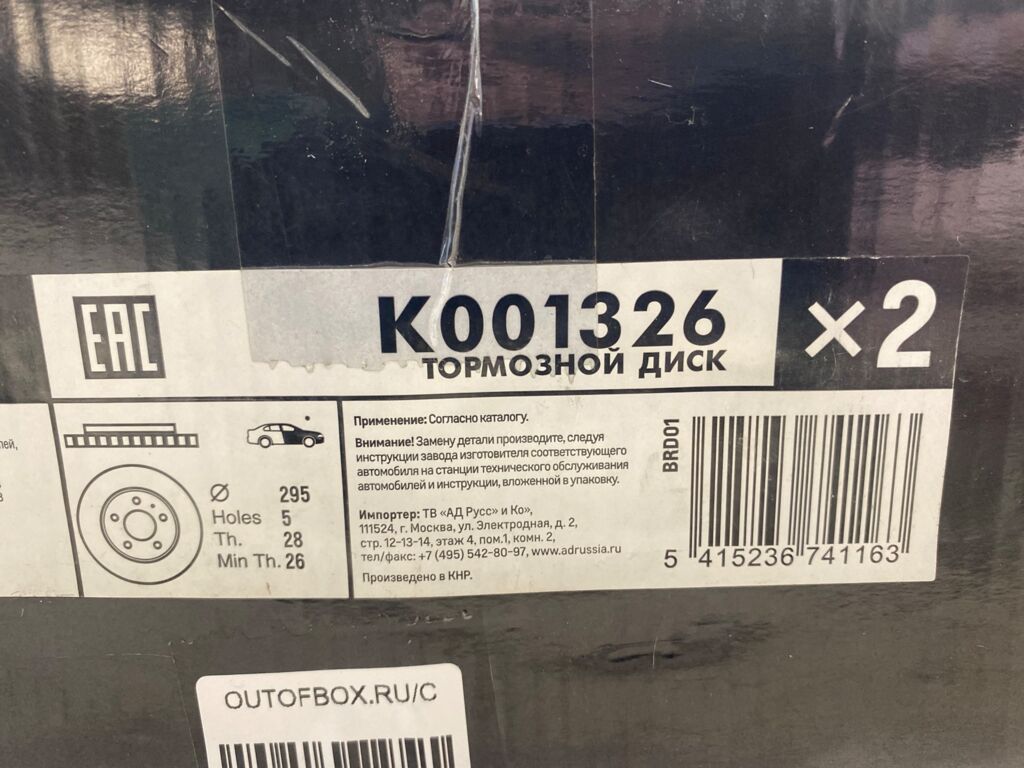 EAC
K001326
ТОРМОЗНОЙ ДИСК
×2
Ø 295
Holes 5
Th. 28
Min Th. 26
Применение: Согласно каталогу.
Внимание! Замену детали производите, следуя
инструкции завода изготовителя соответствующего
автомобиля на станции технического обслуживания
автомобилей и инструкции, вложенной в упаковку.
Импортер: ТВ «АД Русс» и Ко»,
111524, г. Москва, ул. Электродная, д. 2,
стр. 12-13-14, этаж 4, пом.1, комн. 2,
тел/факс: +7 (495) 542-80-97, www.adrussia.ru
Произведено в КНР.
BRD01
5 415236 741163
OUTOFBOX.RU/C